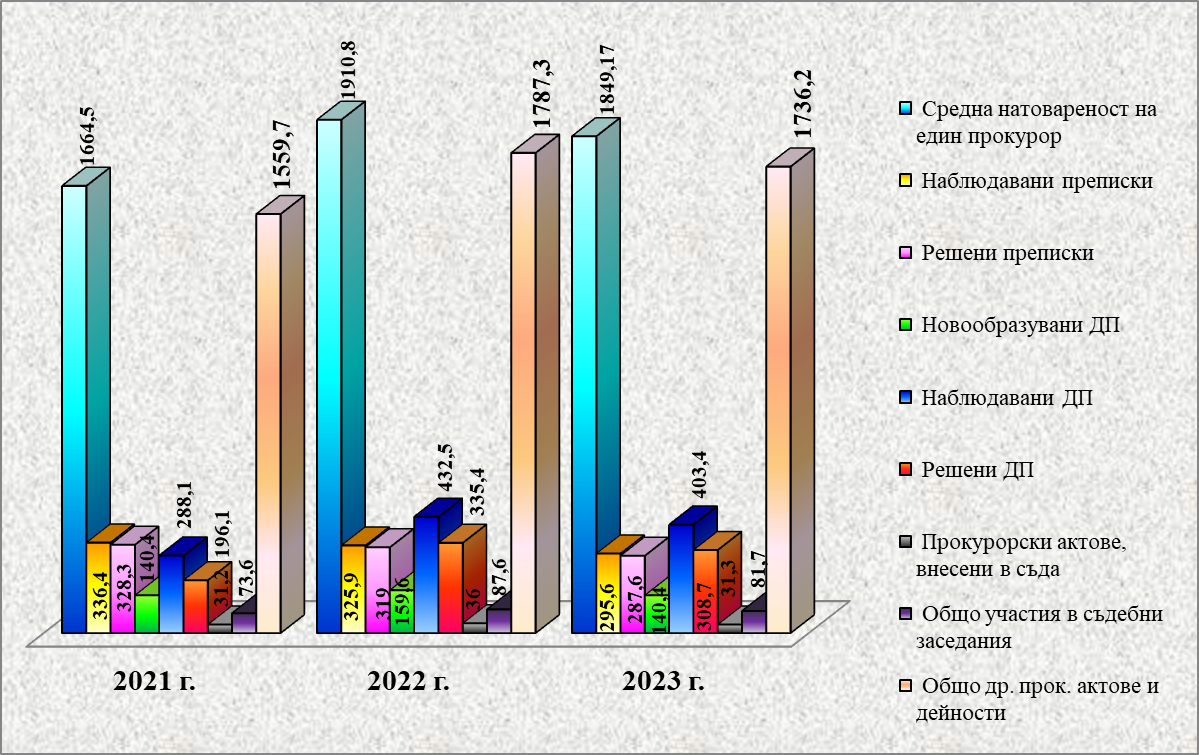 1664,5
336,4
328,3
140,4
288,1
196,1
31,2
73,6
1559,7
1910,8
325,9
319
159,6
432,5
335,4
36
87,6
1787,3
1849,17
295,6
287,6
140,4
403,4
308,7
31,3
81,7
1736,2
2021 г.
2022 г.
2023 г.
Средна натовареност на
един прокурор
Наблюдавани преписки
Решени преписки
Новообразувани ДП
Наблюдавани ДП
Решени ДП
Прокурорски актове,
внесени в съда
Общо участия в съдебни
заседания
Общо др. прок. актове и
дейности